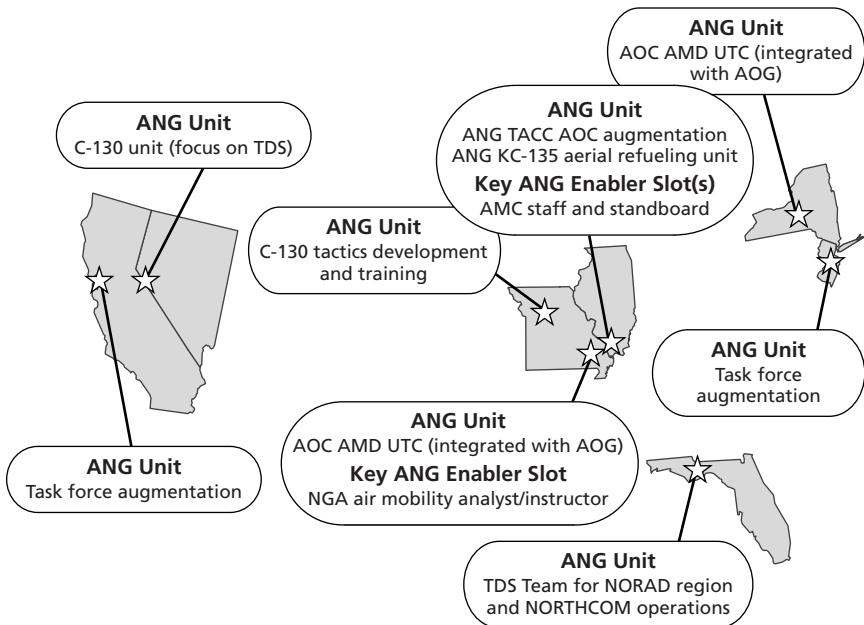 ANG Unit
AOC AMD UTC (integrated
with AOG)
ANG Unit
C-130 unit (focus on TDS)
ANG Unit
ANG TACC AOC augmentation
ANG KC-135 aerial refueling unit
Key ANG Enabler Slot(s)
AMC staff and standboard
ANG Unit
C-130 tactics development
and training
ANG Unit
Task force
augmentation
ANG Unit
AOC AMD UTC (integrated with AOG)
Key ANG Enabler Slot
NGA air mobility analyst/instructor
ANG Unit
Task force augmentation
ANG Unit
TDS Team for NORAD region
and NORTHCOM operations